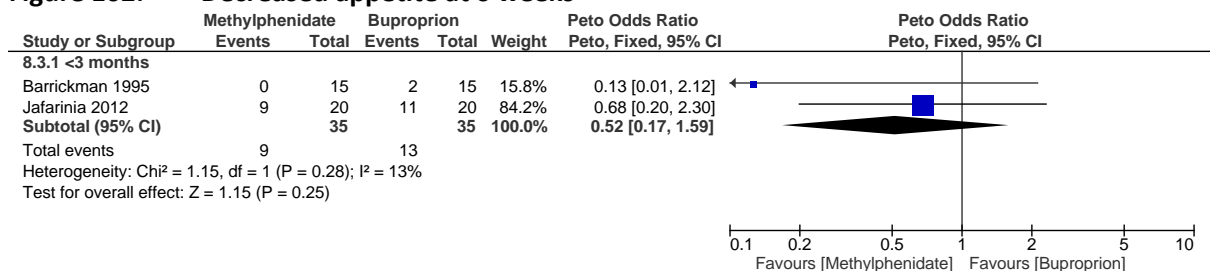 Methylphenidate Buproprion Peto Odds Ratio Peto Odds Ratio
Study or Subgroup Events Total Events Total Weight Peto, Fixed, 95% CI Peto, Fixed, 95% CI
8.3.1 <3 months
Barrickman 1995 0 15 2 15 15.8% 0.13 [0.01, 2.12]
Jafarinia 2012 9 20 11 20 84.2% 0.68 [0.20, 2.30]
Subtotal (95% CI) 35 35 100.0% 0.52 [0.17, 1.59]
Total events 9 13
Heterogeneity: Chi² = 1.15, df = 1 (P = 0.28); I² = 13%
Test for overall effect: Z = 1.15 (P = 0.25)
0.1 0.2 0.5 1 2 5 10
Favours [Methylphenidate] Favours [Buproprion]